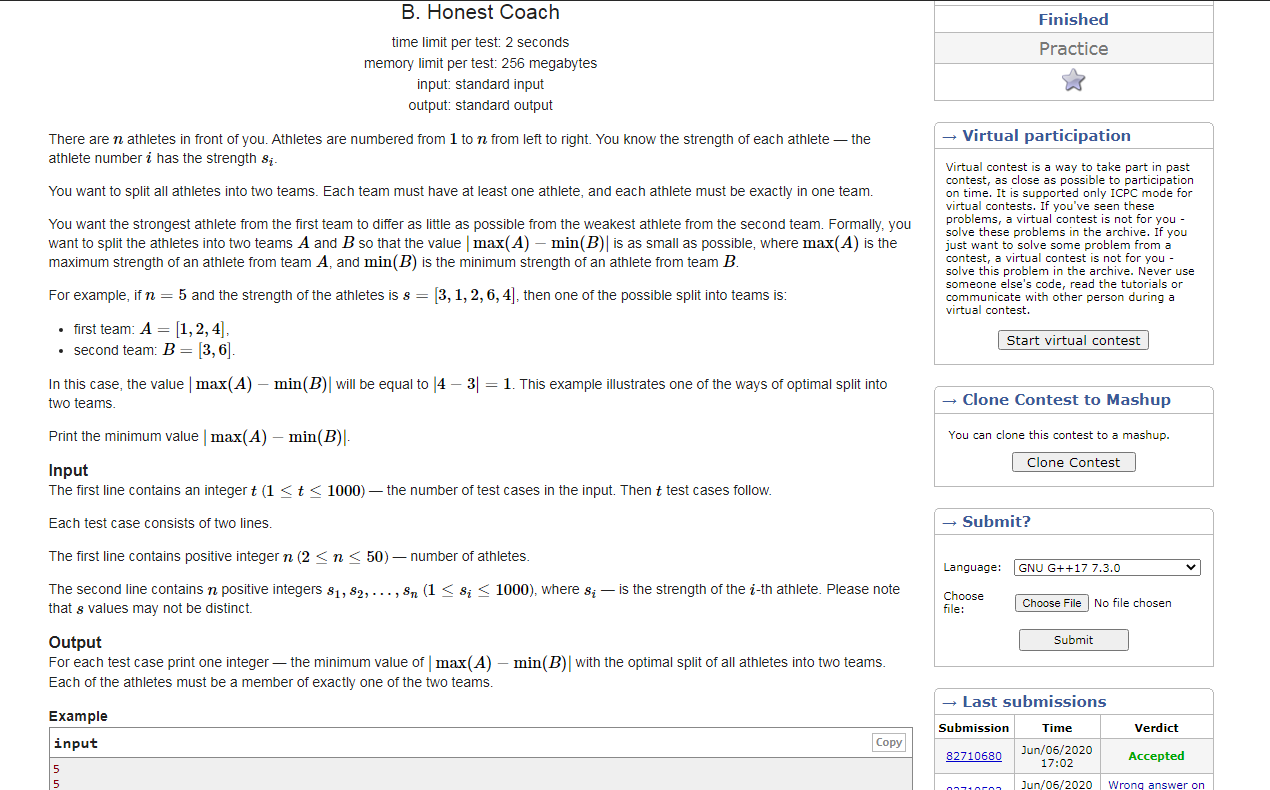 B. Honest Coach
time limit per test: 2 seconds
memory limit per test: 256 megabytes
input: standard input
output: standard output
There are n athletes in front of you. Athletes are numbered from 1 to n from left to right. You know the strength of each athlete — the
athlete number i has the strength sᵢ.
You want to split all athletes into two teams. Each team must have at least one athlete, and each athlete must be exactly in one team.
You want the strongest athlete from the first team to differ as little as possible from the weakest athlete from the second team. Formally, you
want to split the athletes into two teams A and B so that the value | max(A) − min(B)| is as small as possible, where max(A) is the
maximum strength of an athlete from team A, and min(B) is the minimum strength of an athlete from team B.
For example, if n = 5 and the strength of the athletes is s = [3, 1, 2, 6, 4], then one of the possible split into teams is:
• first team: A = [1, 2, 4],
• second team: B = [3, 6].
In this case, the value | max(A) − min(B)| will be equal to |4 − 3| = 1. This example illustrates one of the ways of optimal split into
two teams.
Print the minimum value | max(A) − min(B)|.
Input
The first line contains an integer t (1 ≤ t ≤ 1000) — the number of test cases in the input. Then t test cases follow.
Each test case consists of two lines.
The first line contains positive integer n (2 ≤ n ≤ 50) — number of athletes.
The second line contains n positive integers s₁, s₂, . . . , sₙ (1 ≤ sᵢ ≤ 1000), where sᵢ — is the strength of the i-th athlete. Please note
that s values may not be distinct.
Output
For each test case print one integer — the minimum value of | max(A) − min(B)| with the optimal split of all athletes into two teams.
Each of the athletes must be a member of exactly one of the two teams.
Example
input
Copy
5
5
Finished
Practice
→ Virtual participation
Virtual contest is a way to take part in past
contest, as close as possible to participation
on time. It is supported only ICPC mode for
virtual contests. If you've seen these
problems, a virtual contest is not for you -
solve these problems in the archive. If you
just want to solve some problem from a
contest, a virtual contest is not for you -
solve this problem in the archive. Never use
someone else's code, read the tutorials or
communicate with other person during a
virtual contest.
Start virtual contest
→ Clone Contest to Mashup
You can clone this contest to a mashup.
Clone Contest
→ Submit?
Language: GNU G++17 7.3.0
Choose
file:
Choose File No file chosen
Submit
→ Last submissions
Submission Time Verdict
82710680 Jun/06/2020 17:02 Accepted
Jun/06/2020 Wrong answer on